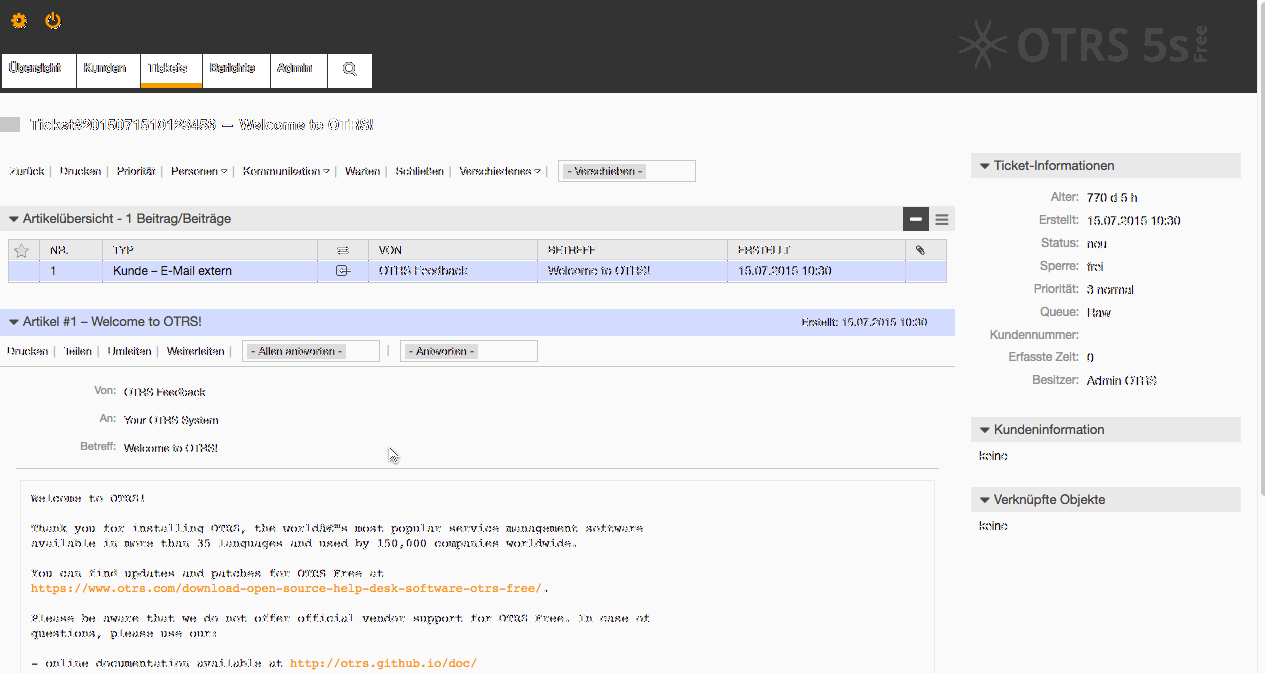 OTRS 5s Free
Übersicht Kunden Tickets Berichte Admin
Ticket#2015071510123456 — Welcome to OTRS!
Zurück | Drucken | Priorität | Personen | Kommunikation | Warten | Schließen | Verschiedenes | - Verschieben -
Artikelübersicht - 1 Beitrag/Beiträge
NR. TYP VON BETREFF ERSTELLT
1 Kunde – E-Mail extern OTRS Feedback Welcome to OTRS! 15.07.2015 10:30
Artikel #1 – Welcome to OTRS! Erstellt: 15.07.2015 10:30
Drucken | Teilen | Umleiten | Weiterleiten | - Allen antworten - | - Antworten -
Von: OTRS Feedback
An: Your OTRS System
Betreff: Welcome to OTRS!
Welcome to OTRS!
Thank you for installing OTRS, the worldâ€™s most popular service management software
available in more than 35 languages and used by 150,000 companies worldwide.
You can find updates and patches for OTRS Free at
https://www.otrs.com/download-open-source-help-desk-software-otrs-free/.
Please be aware that we do not offer official vendor support for OTRS Free. In case of
questions, please use our:
- online documentation available at http://otrs.github.io/doc/
Ticket-Informationen
Alter: 770 d 5 h
Erstellt: 15.07.2015 10:30
Status: neu
Sperre: frei
Priorität: 3 normal
Queue: Raw
Kundennummer:
Erfasste Zeit: 0
Besitzer: Admin OTRS
Kundeninformation
keine
Verknüpfte Objekte
keine